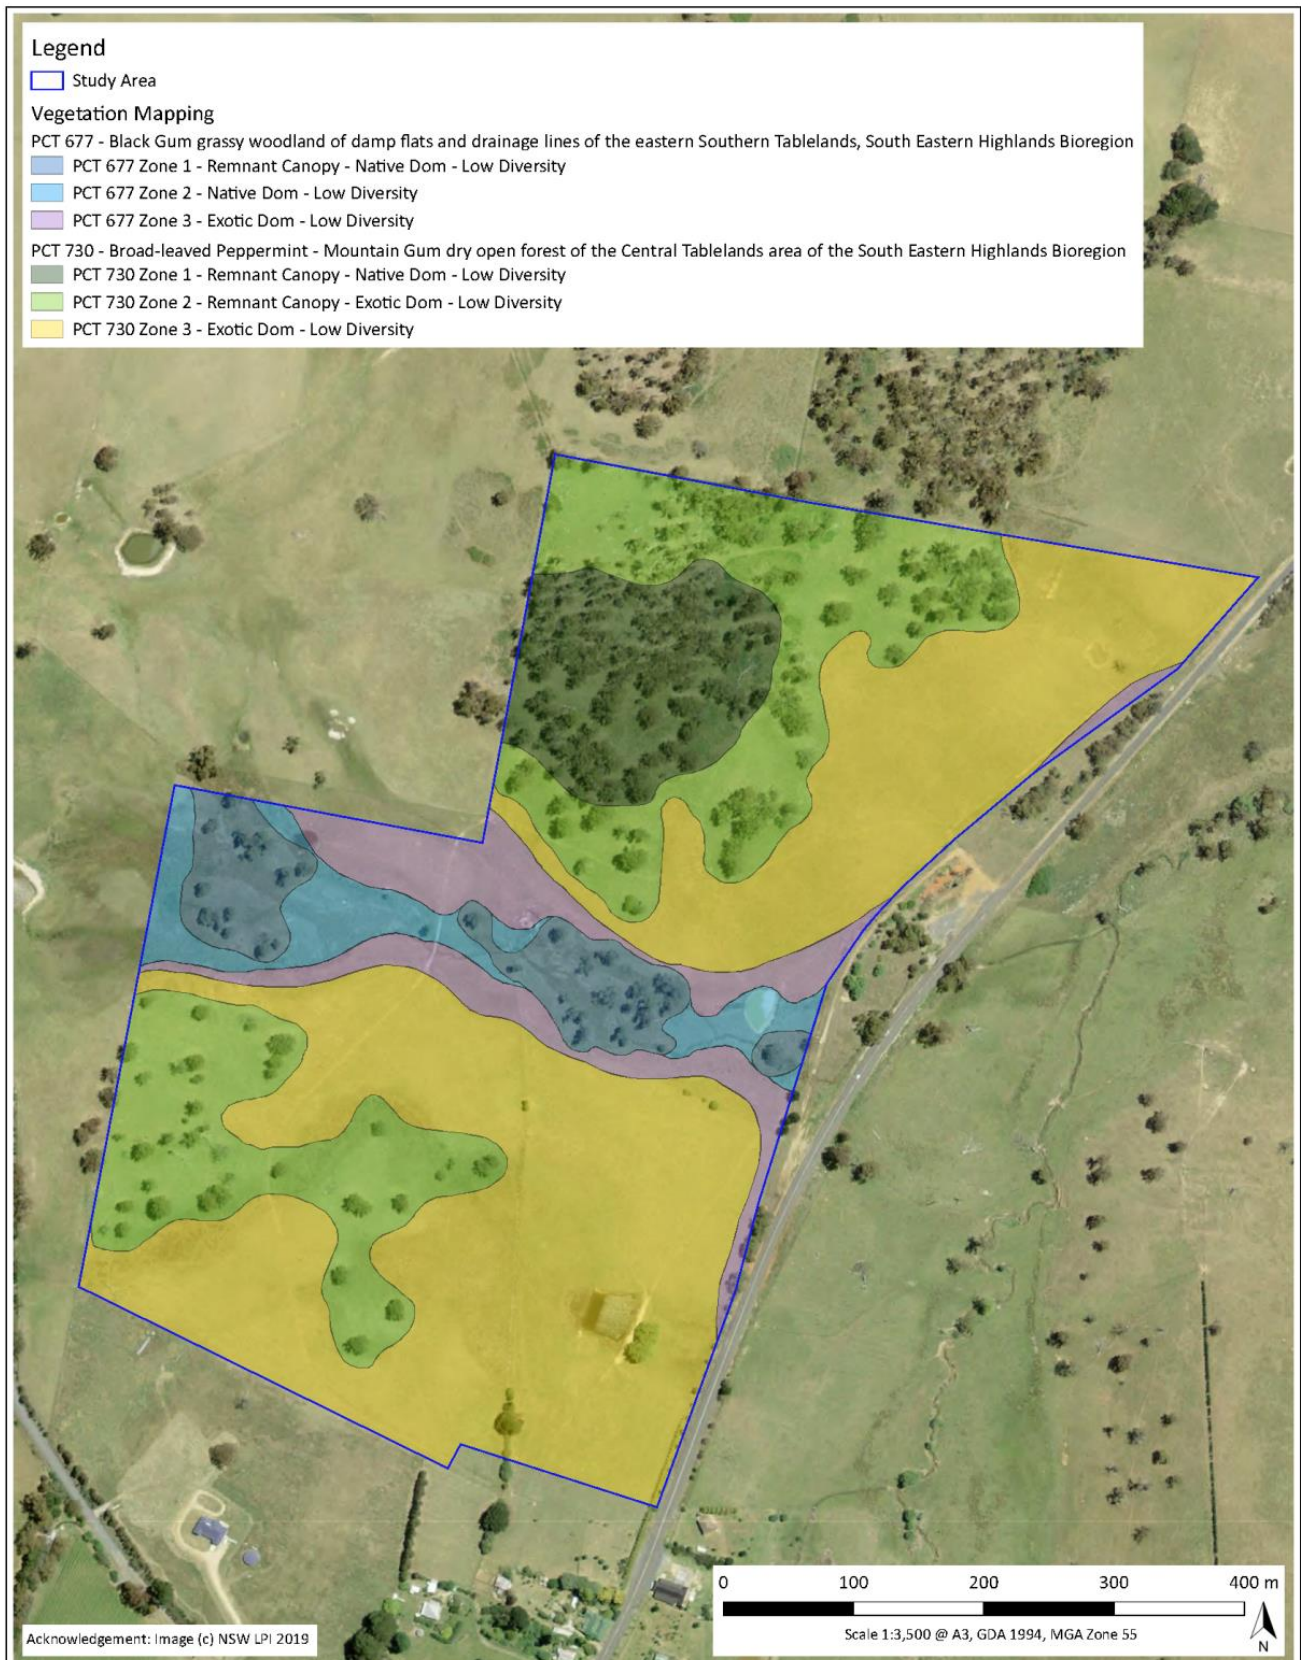 Legend
Study Area
Vegetation Mapping
PCT 677 - Black Gum grassy woodland of damp flats and drainage lines of the eastern Southern Tablelands, South Eastern Highlands Bioregion
PCT 677 Zone 1 - Remnant Canopy - Native Dom - Low Diversity
PCT 677 Zone 2 - Native Dom - Low Diversity
PCT 677 Zone 3 - Exotic Dom - Low Diversity
PCT 730 - Broad-leaved Peppermint - Mountain Gum dry open forest of the Central Tablelands area of the South Eastern Highlands Bioregion
PCT 730 Zone 1 - Remnant Canopy - Native Dom - Low Diversity
PCT 730 Zone 2 - Remnant Canopy - Exotic Dom - Low Diversity
PCT 730 Zone 3 - Exotic Dom - Low Diversity
0 100 200 300 400 m
Scale 1:3,500 @ A3, GDA 1994, MGA Zone 55
N
Acknowledgement: Image (c) NSW LPI 2019